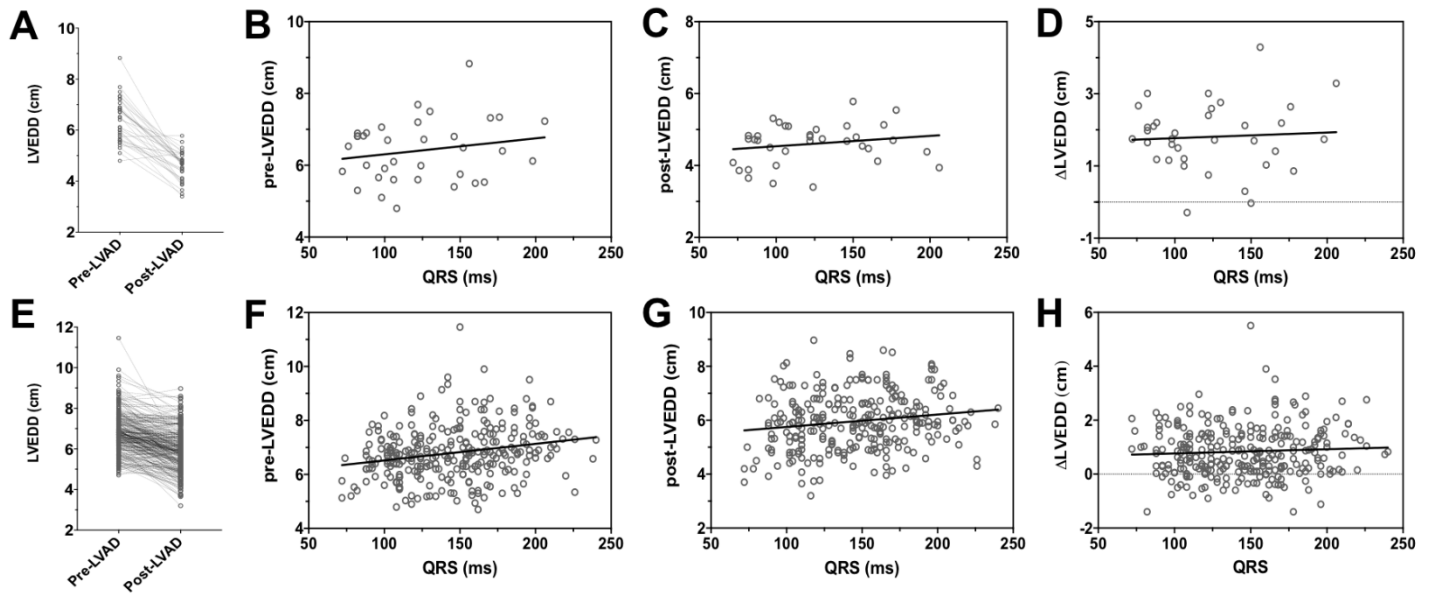 A
LVEDD (cm)
10
8
6
4
2
Pre-LVAD
Post-LVAD
B
pre-LVEDD (cm)
10
8
6
4
50 100 150 200 250
QRS (ms)
C
post-LVEDD (cm)
8
6
4
2
50 100 150 200 250
QRS (ms)
D
ΔLVEDD (cm)
5
3
1
-1
50 100 150 200 250
QRS (ms)
E
LVEDD (cm)
12
10
8
6
4
2
Pre-LVAD
Post-LVAD
F
pre-LVEDD (cm)
12
10
8
6
4
50 100 150 200 250
QRS (ms)
G
post-LVEDD (cm)
10
8
6
4
2
50 100 150 200 250
QRS (ms)
H
ΔLVEDD (cm)
6
4
2
0
-2
50 100 150 200 250
QRS